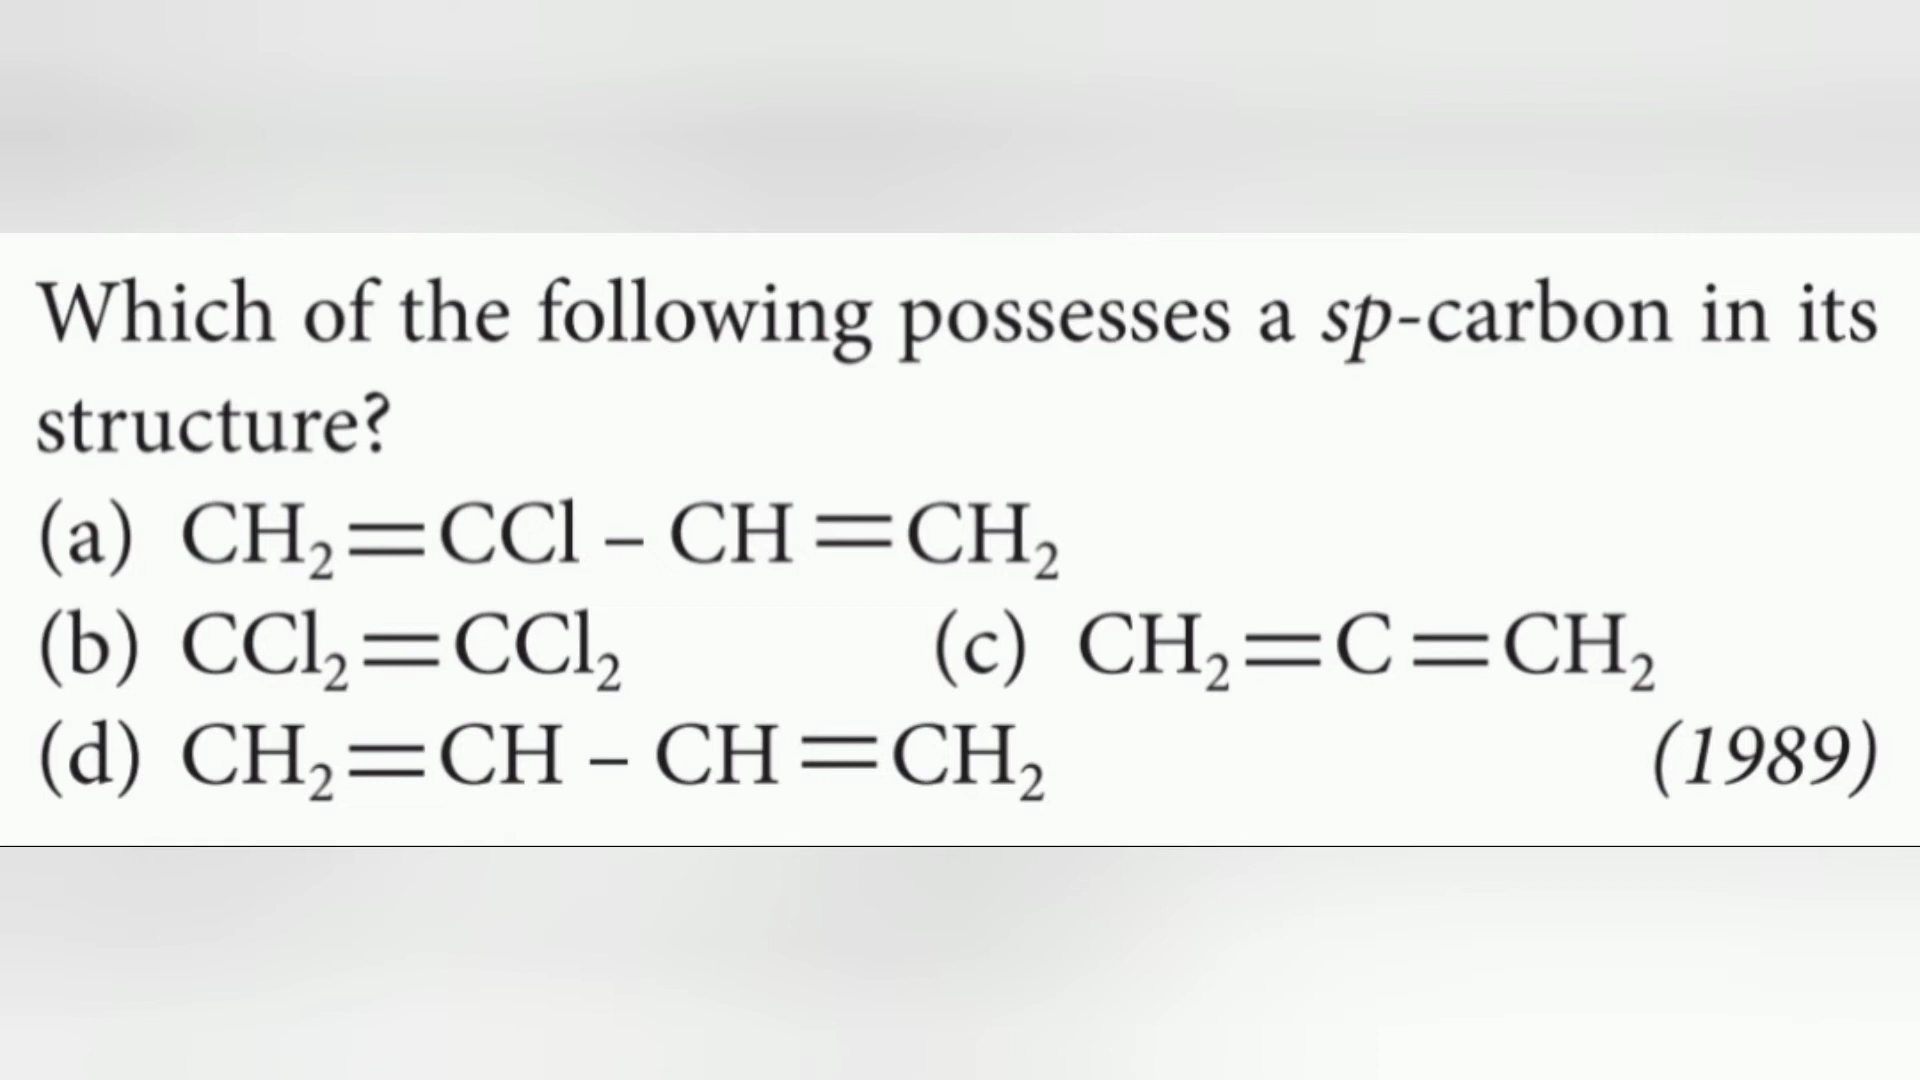 Which of the following possesses a sp-carbon in its
structure?
(a) CH₂=CCl – CH=CH₂
(b) CCl₂=CCl₂ (c) CH₂=C=CH₂
(d) CH₂=CH – CH=CH₂ (1989)